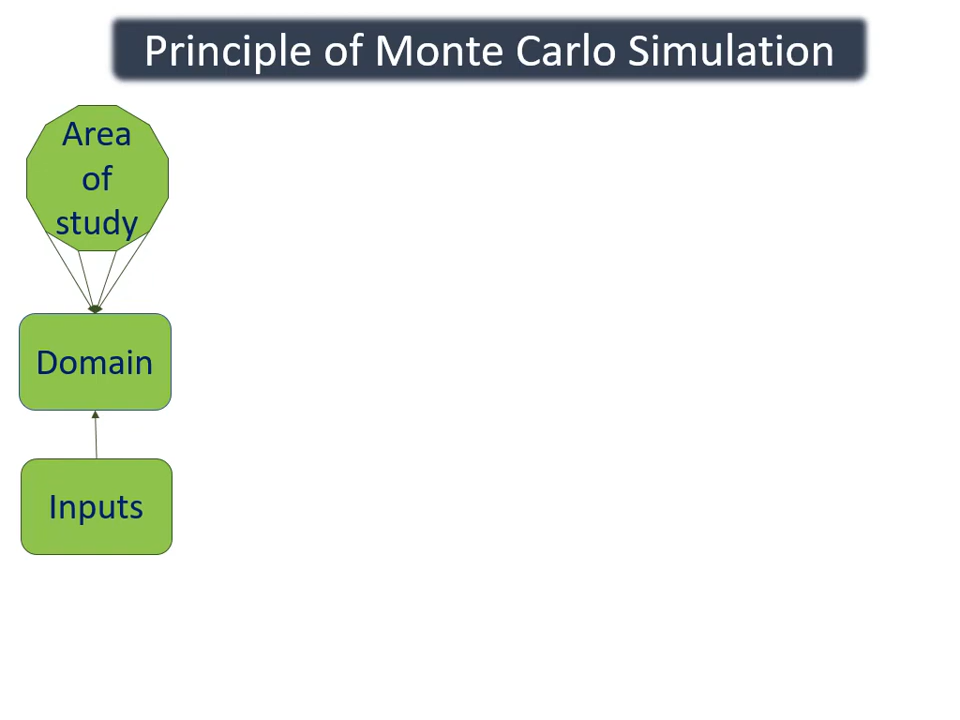 Principle of Monte Carlo Simulation
Area
of
study
Domain
Inputs